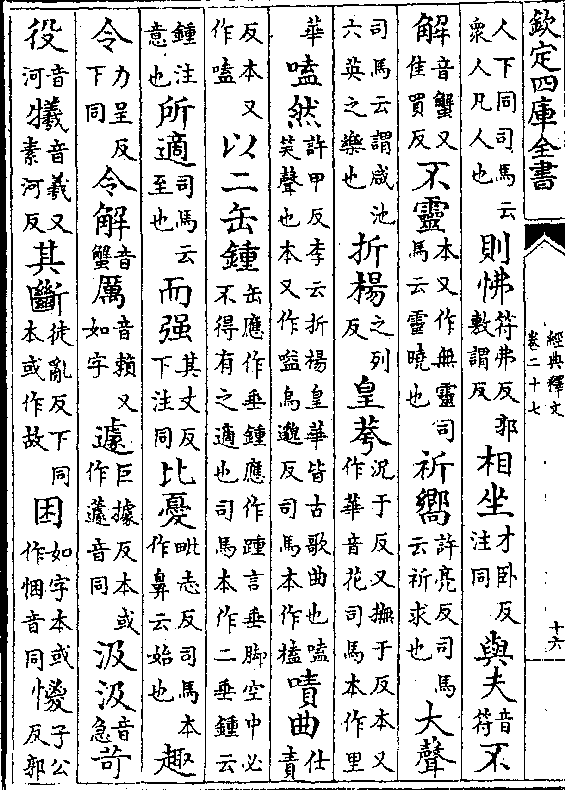 欽定四庫全書
經典釋文
卷二十七
十六
人下同司馬云衆人凡人也則怫符弗反郭敷謂反相坐才卧反注同與夫音符不
解音蟹又佳買反不靈本又作無靈司馬云靈曉也祈嚮許亮反司馬云祈求也大聲
司馬云謂咸池六英之樂也折楊之列反皇荂况于反又撫于反本又作華音花司馬本作里
華嗑然許甲反李云折楊皇華皆古歌曲也嗑笑聲也本又作嗌烏邈反司馬本作榼嘖曲仕責
反本又作嗑以二缶鍾缶應作垂鍾應作踵言垂脚空中必不得有之適也司馬本作二垂鍾云
鍾注意也所適司馬云至也而强其丈反下注同比憂毗志反司馬本作鼻云始也趣
令力呈反下同令解音蟹厲音賴又如字遽巨據反本或作蘧音同汲汲音急苛
役音河犧音羲又素河反其斷徒亂反下同本或作故困如字本或作悃音同惾子公反郭